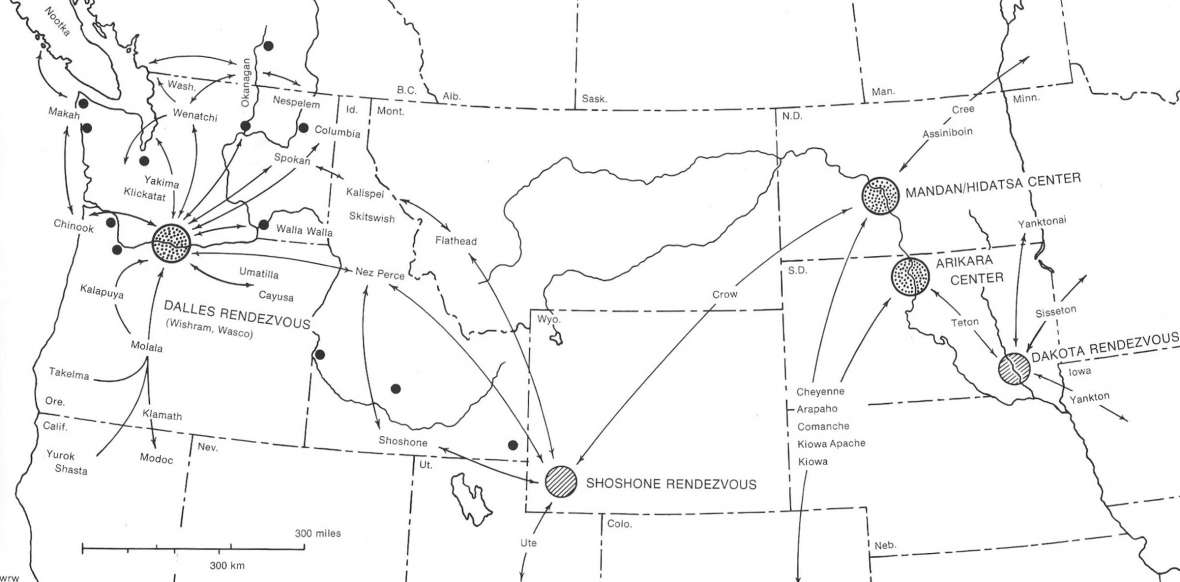 Nootka
Okanagan
Wash.
Nespelem
Id.
Mont.
B.C.
Alb.
Sask.
Man.
Minn.
N.D.
Makah
Wenatchi
Columbia
Cree
Assiniboin
Spokan
Yakima
Klickatat
Kalispel
Skitswish
MANDAN/HIDATSA CENTER
Chinook
Walla Walla
Flathead
Yanktonai
Umatilla
Cayusa
Nez Perce
S.D.
ARIKARA
CENTER
Kalapuya
DALLES RENDEZVOUS
(Wishram, Wasco)
Crow
Wyo.
Teton
Sisseton
Molala
DAKOTA RENDEZVOUS
Takelma
Iowa
Yankton
Cheyenne
Arapaho
Comanche
Kiowa Apache
Kiowa
Ore.
Calif.
Klamath
Modoc
Yurok
Shasta
Nev.
Shoshone
Ut.
SHOSHONE RENDEZVOUS
Ute
Colo.
Neb.
300 miles
300 km
wrw